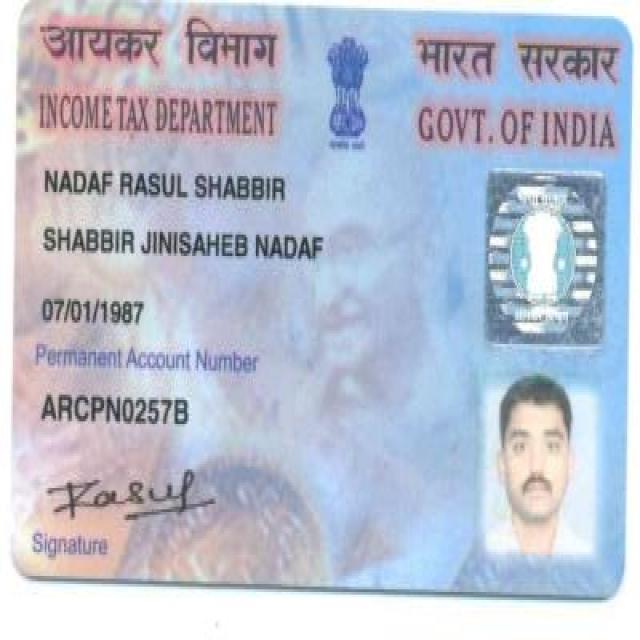 आयकर विभाग
INCOME TAX DEPARTMENT
भारत सरकार
GOVT. OF INDIA
NADAF RASUL SHABBIR
SHABBIR JINISAHEB NADAF
07/01/1987
Permanent Account Number
ARCPN0257B
Rasul
Signature